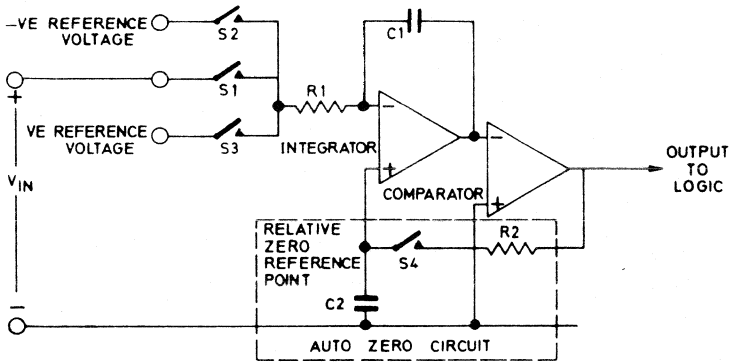 −VE REFERENCE
VOLTAGE
S2
C1
S1
R1
+
−
VE REFERENCE
VOLTAGE
S3
INTEGRATOR
−
OUTPUT
TO
LOGIC
V_IN
+
COMPARATOR
+
RELATIVE
ZERO
REFERENCE
POINT
S4
R2
C2
−
AUTO ZERO CIRCUIT